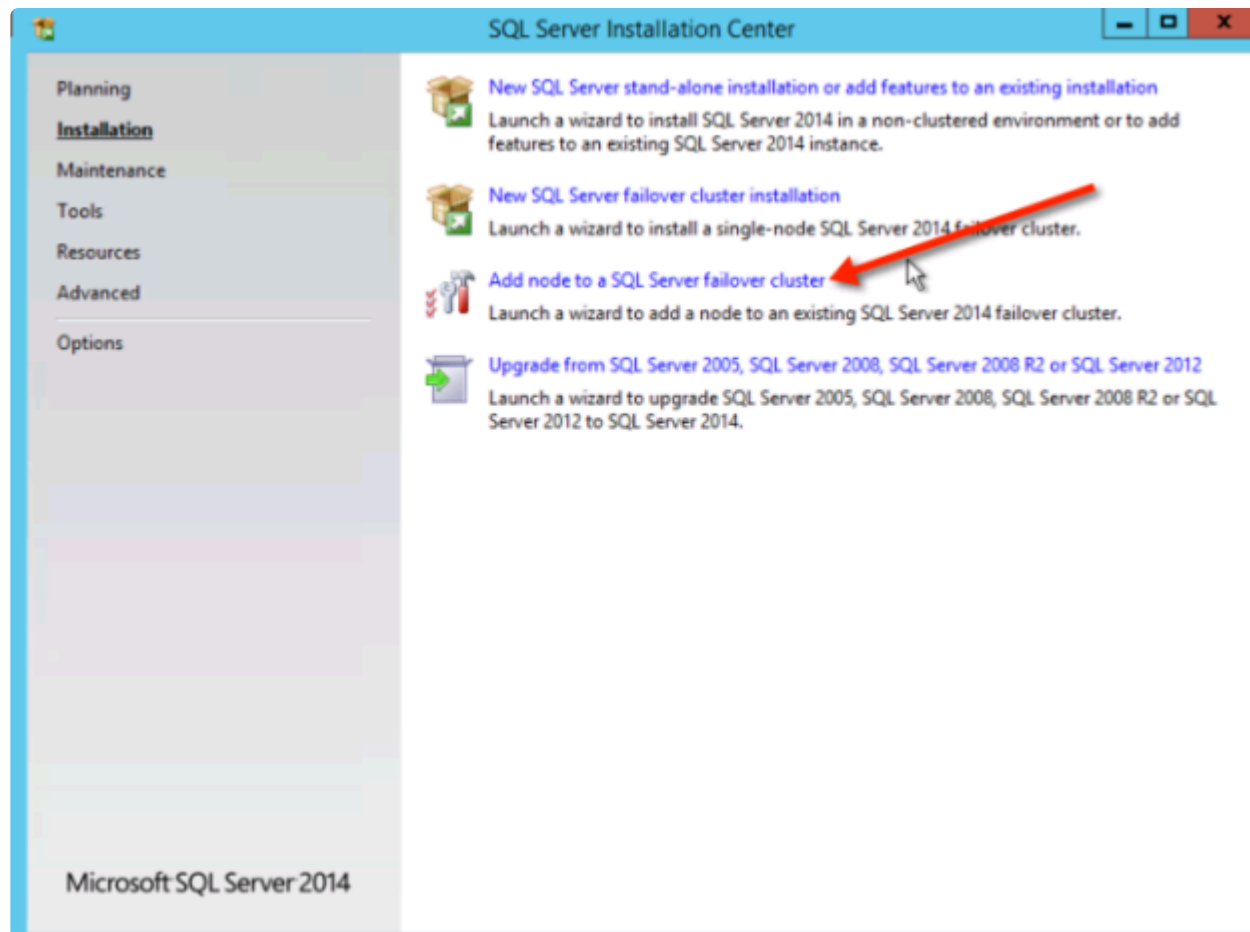 SQL Server Installation Center
Planning
Installation
Maintenance
Tools
Resources
Advanced
Options
New SQL Server stand-alone installation or add features to an existing installation
Launch a wizard to install SQL Server 2014 in a non-clustered environment or to add
features to an existing SQL Server 2014 instance.
New SQL Server failover cluster installation
Launch a wizard to install a single-node SQL Server 2014 failover cluster.
Add node to a SQL Server failover cluster
Launch a wizard to add a node to an existing SQL Server 2014 failover cluster.
Upgrade from SQL Server 2005, SQL Server 2008, SQL Server 2008 R2 or SQL Server 2012
Launch a wizard to upgrade SQL Server 2005, SQL Server 2008, SQL Server 2008 R2 or SQL
Server 2012 to SQL Server 2014.
Microsoft SQL Server 2014